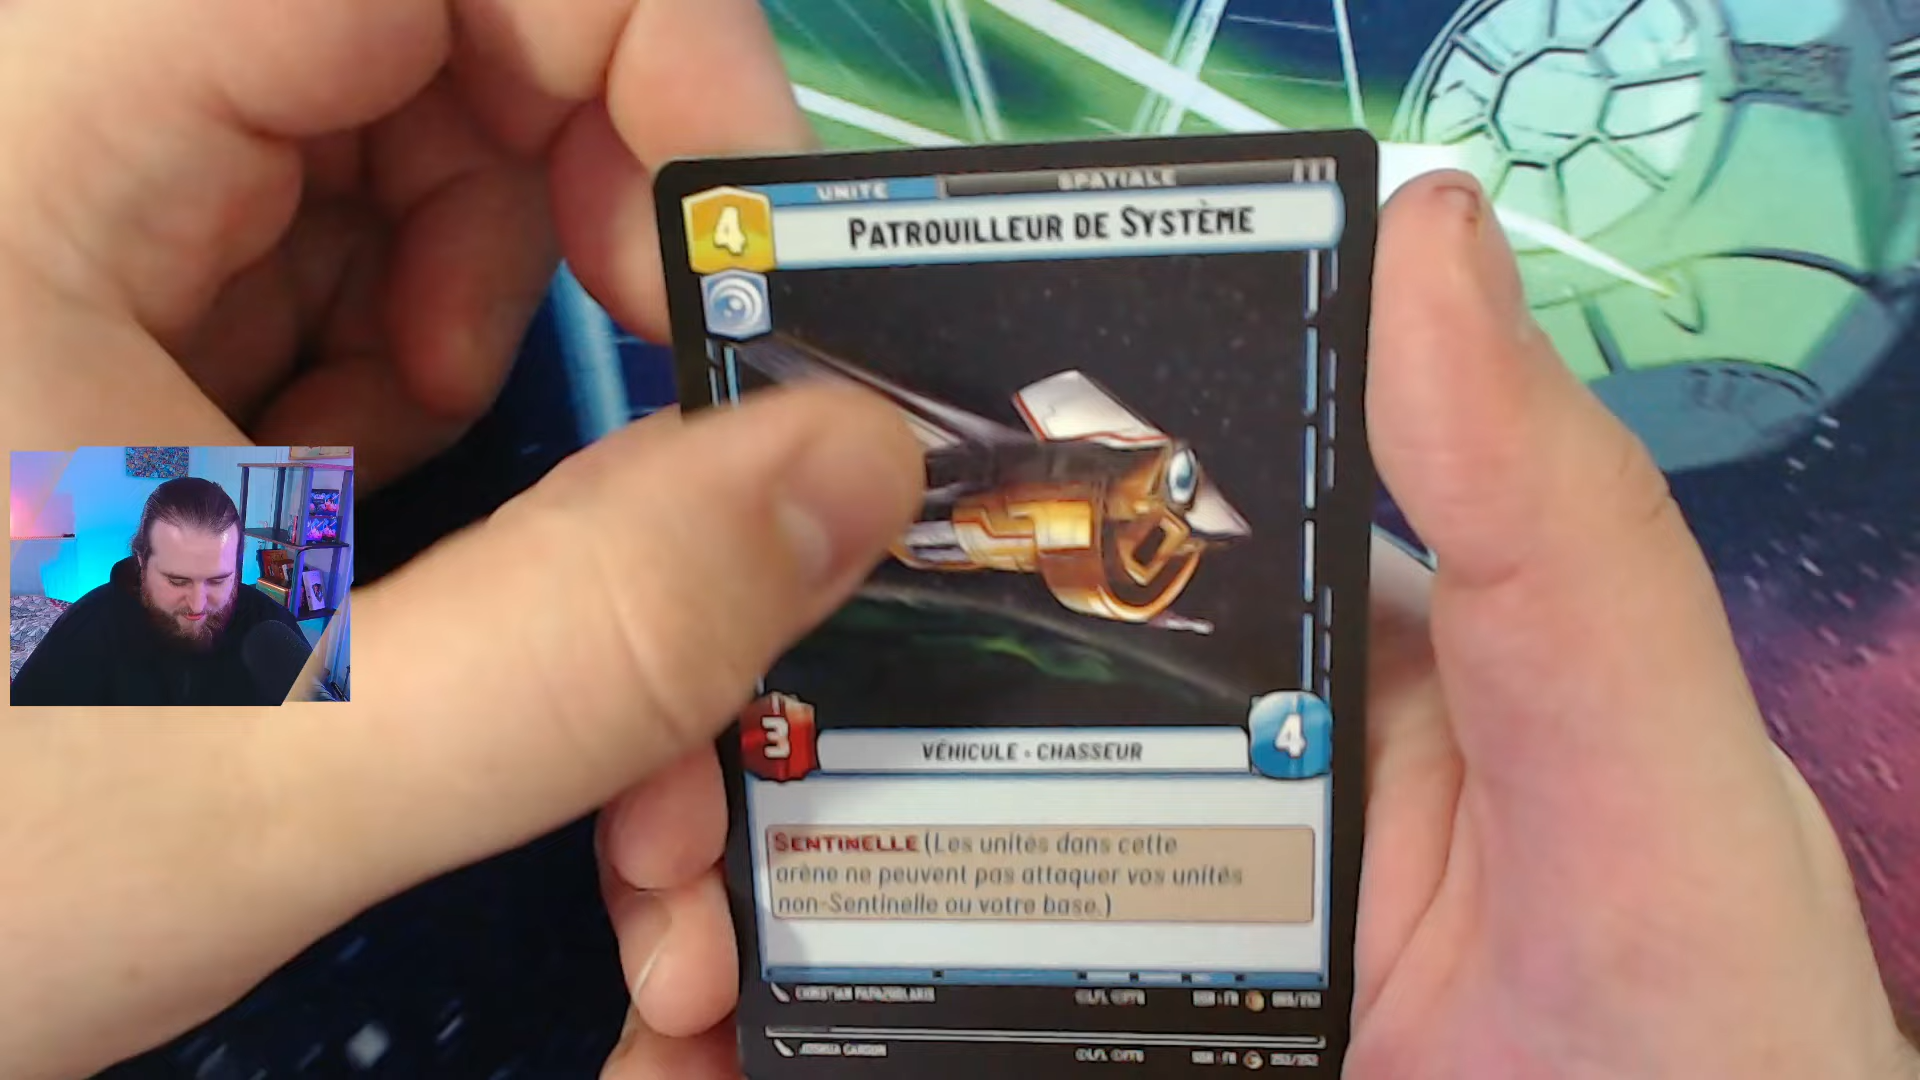 UNITÉ
SPATIALE
4
PATROUILLEUR DE SYSTÈME
3
4
VÉHICULE • CHASSEUR
SENTINELLE (Les unités dans cette
arène ne peuvent pas attaquer vos unités
non-Sentinelle ou votre base.)